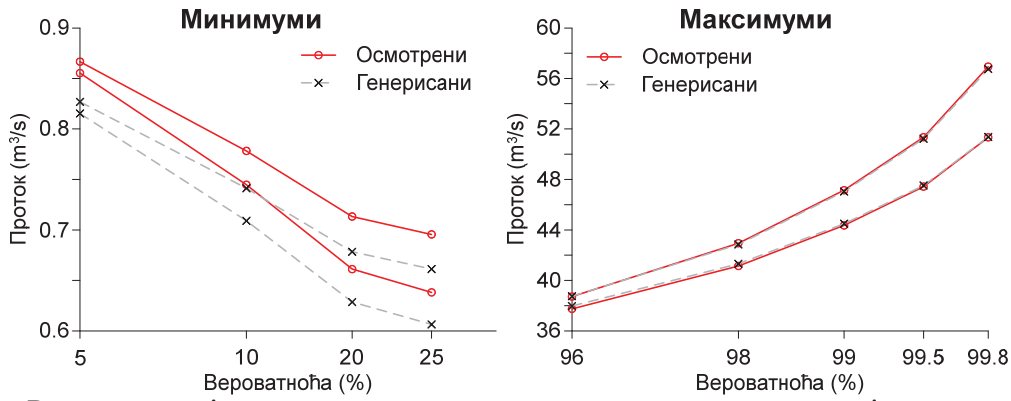 Минимуми
Осмотрени
Генерисани
Проток (m³/s)
0.9
0.8
0.7
0.6
5 10 20 25
Вероватноћа (%)
Максимуми
Осмотрени
Генерисани
Проток (m³/s)
60
56
52
48
44
40
36
96 98 99 99.5 99.8
Вероватноћа (%)